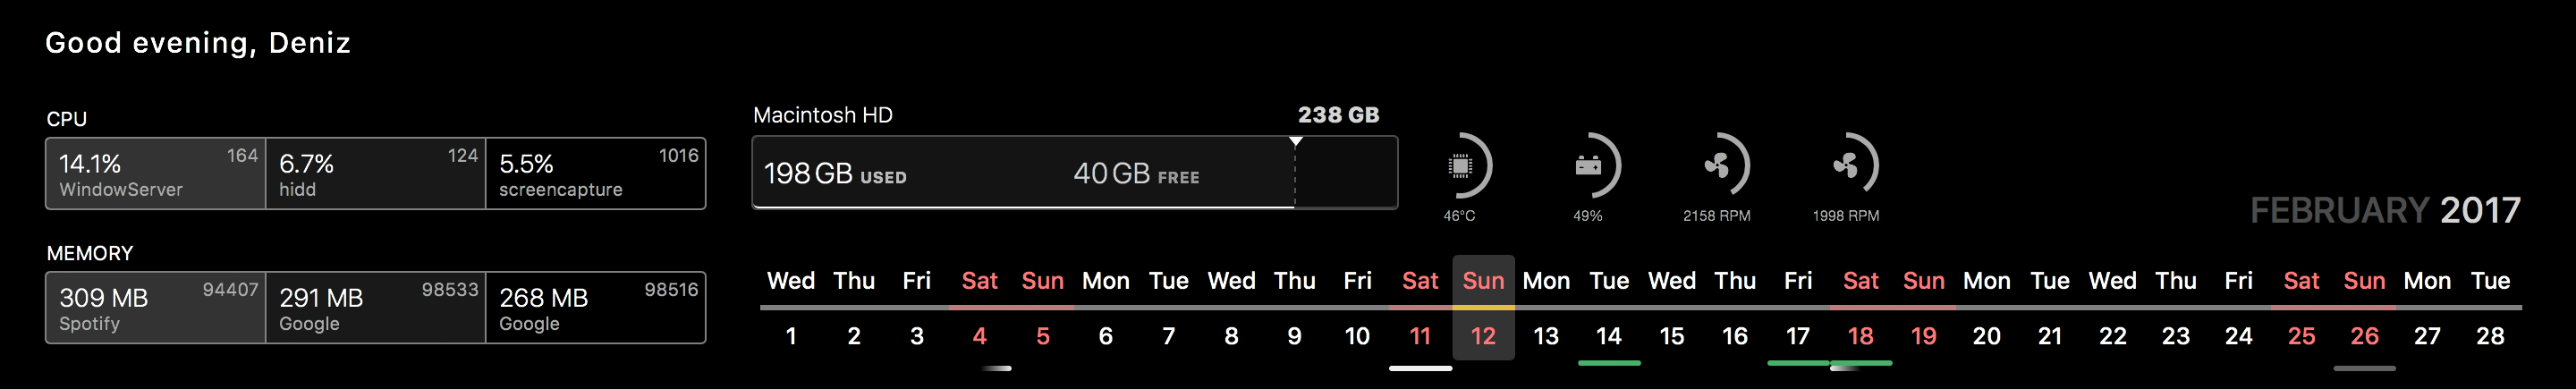 Good evening, Deniz
CPU
14.1% 164 6.7% 124 5.5% 1016
WindowServer hidd screencapture
MEMORY
309 MB 94407 291 MB 98533 268 MB 98516
Spotify Google Google
Macintosh HD 238 GB
198 GB USED 40 GB FREE
46°C 49% 2158 RPM 1998 RPM
FEBRUARY 2017
Wed Thu Fri Sat Sun Mon Tue Wed Thu Fri Sat Sun Mon Tue Wed Thu Fri Sat Sun Mon Tue Wed Thu Fri Sat Sun Mon Tue
1 2 3 4 5 6 7 8 9 10 11 12 13 14 15 16 17 18 19 20 21 22 23 24 25 26 27 28